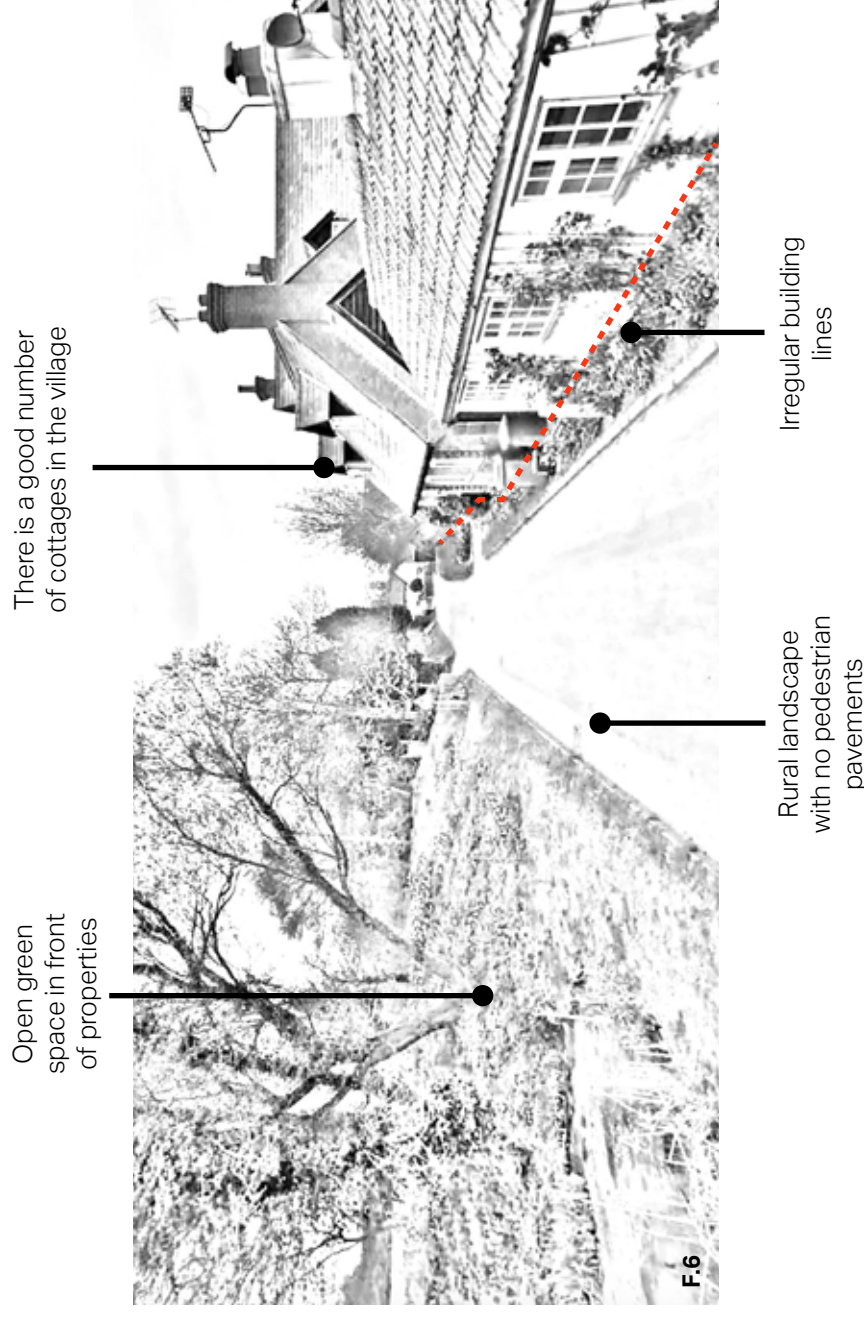 Open green
space in front
of properties
There is a good number
of cottages in the village
Rural landscape
with no pedestrian
pavements
Irregular building
lines
F.6